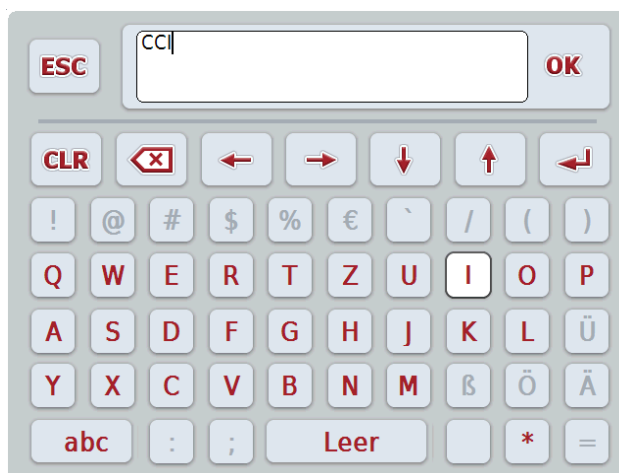 CCI
ESC OK
CLR
! @ # $ % € ` / ( )
Q W E R T Z U I O P
A S D F G H J K L Ü
Y X C V B N M ß Ö Ä
abc : ; Leer * =